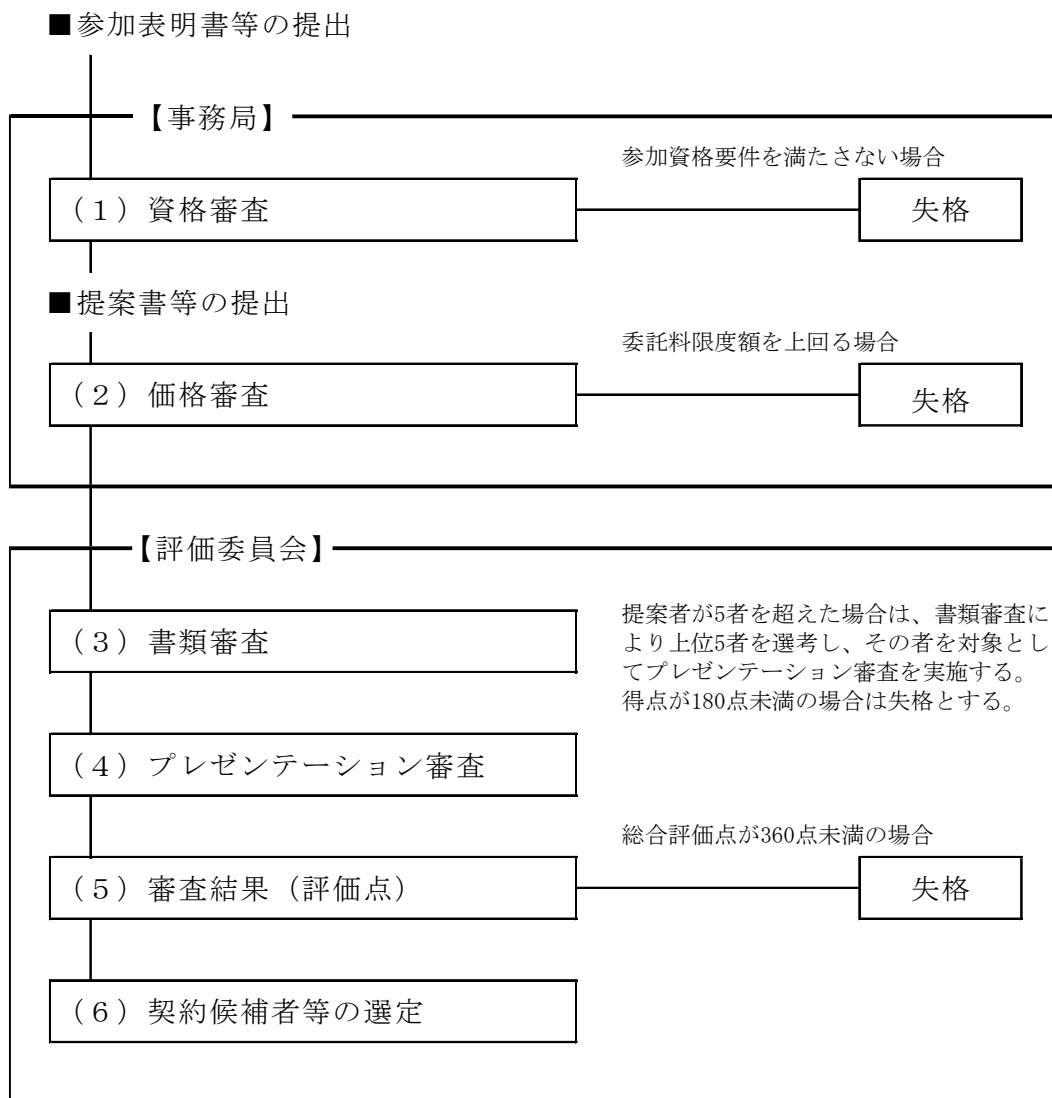 ■参加表明書等の提出
【事務局】
参加資格要件を満たさない場合
（１）資格審査
失格
■提案書等の提出
委託料限度額を上回る場合
（２）価格審査
失格
【評価委員会】
（３）書類審査
提案者が5者を超えた場合は、書類審査に
より上位5者を選考し、その者を対象とし
てプレゼンテーション審査を実施する。
得点が180点未満の場合は失格とする。
（４）プレゼンテーション審査
総合評価点が360点未満の場合
（５）審査結果（評価点）
失格
（６）契約候補者等の選定